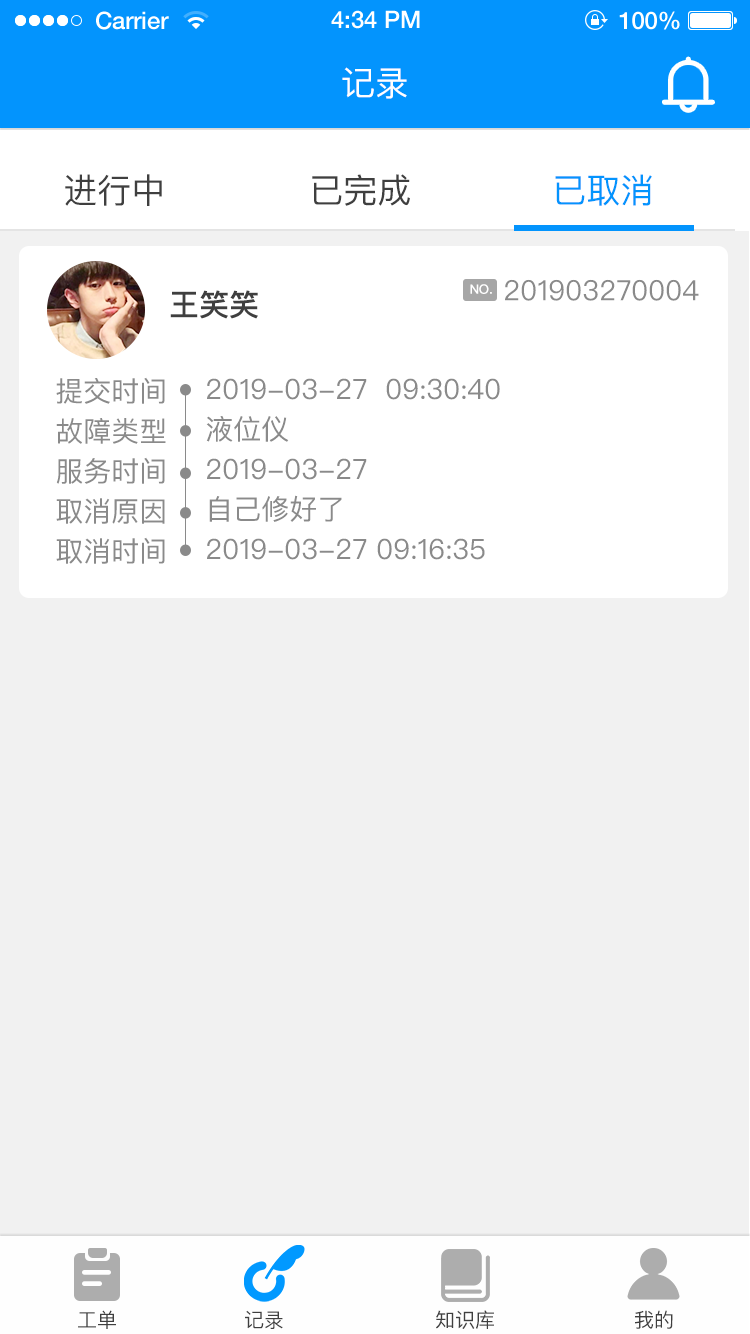 Carrier 4:34 PM 100%
记录
进行中 已完成 已取消
王笑笑 NO. 201903270004
提交时间 2019-03-27 09:30:40
故障类型 液位仪
服务时间 2019-03-27
取消原因 自己修好了
取消时间 2019-03-27 09:16:35
工单 记录 知识库 我的